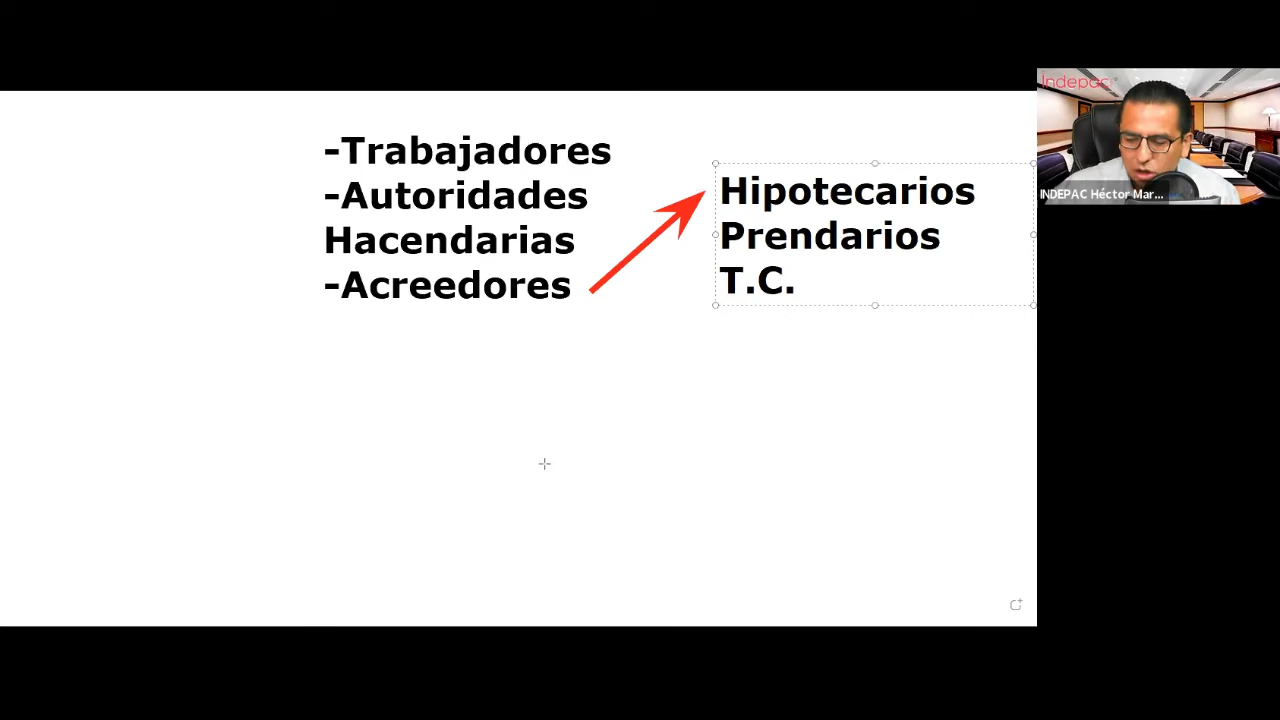 -Trabajadores
-Autoridades
Hacendarias
-Acreedores
Hipotecarios
Prendarios
T.C.
Indepac
INDEPAC Héctor Mar...